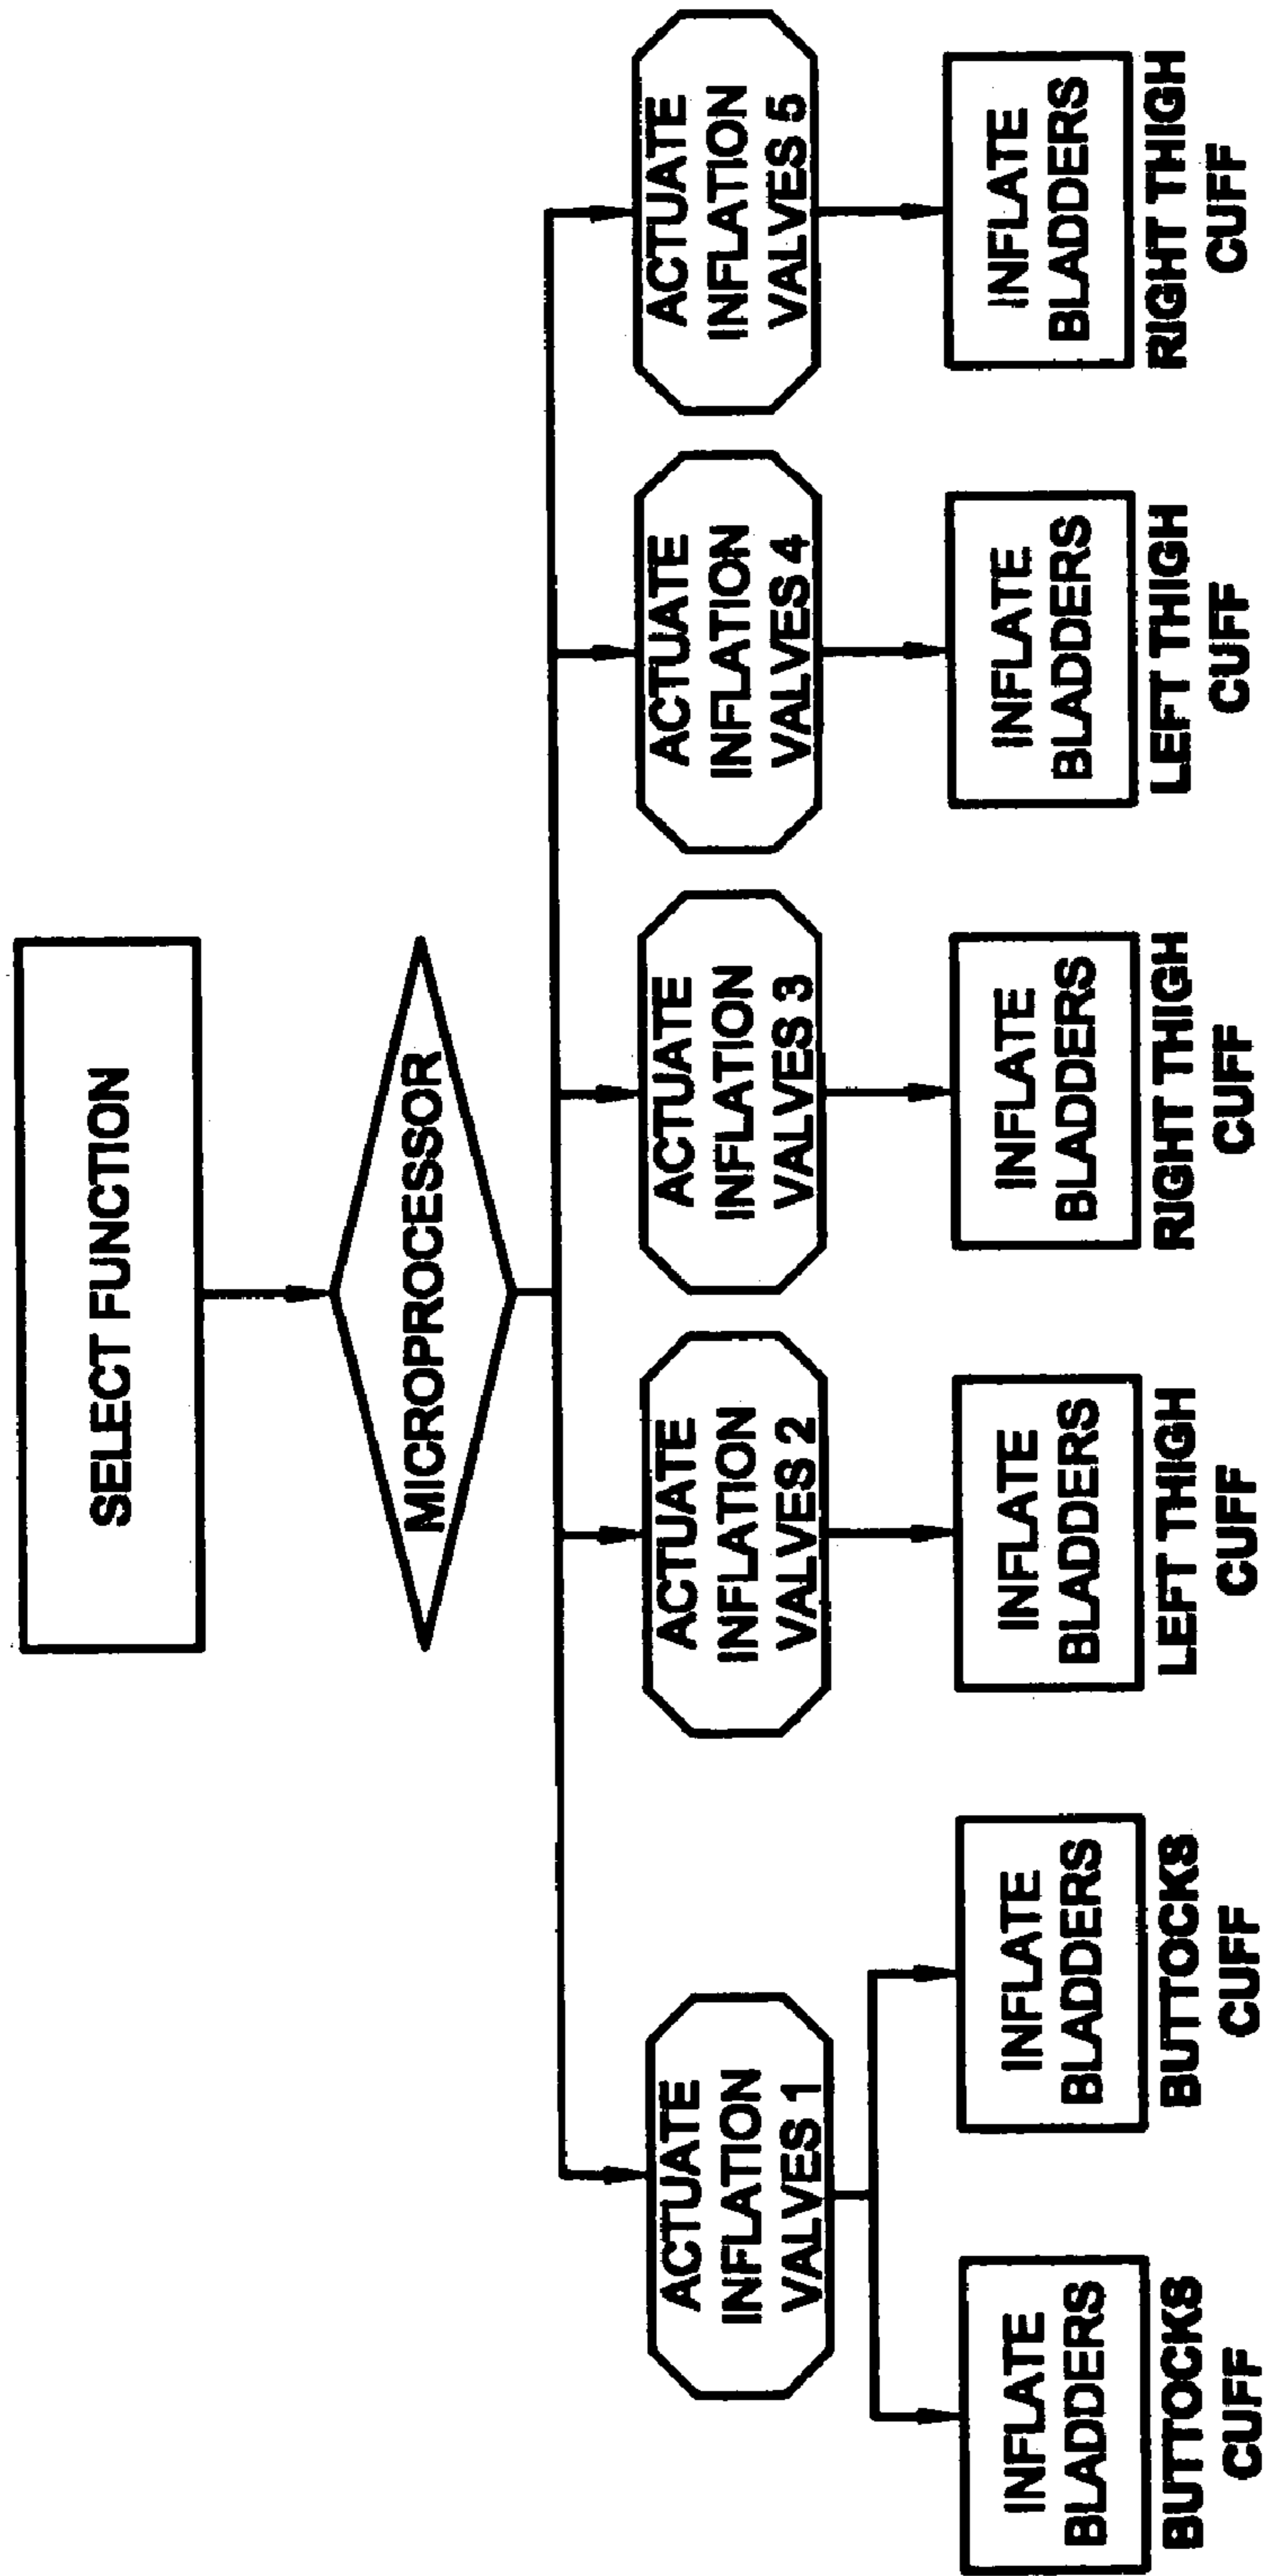 SELECT FUNCTION
MICROPROCESSOR
ACTUATE
INFLATION
VALVES 1
ACTUATE
INFLATION
VALVES 2
ACTUATE
INFLATION
VALVES 3
ACTUATE
INFLATION
VALVES 4
ACTUATE
INFLATION
VALVES 5
INFLATE
BLADDERS
BUTTOCKS
CUFF
INFLATE
BLADDERS
BUTTOCKS
CUFF
INFLATE
BLADDERS
LEFT THIGH
CUFF
INFLATE
BLADDERS
RIGHT THIGH
CUFF
INFLATE
BLADDERS
LEFT THIGH
CUFF
INFLATE
BLADDERS
RIGHT THIGH
CUFF